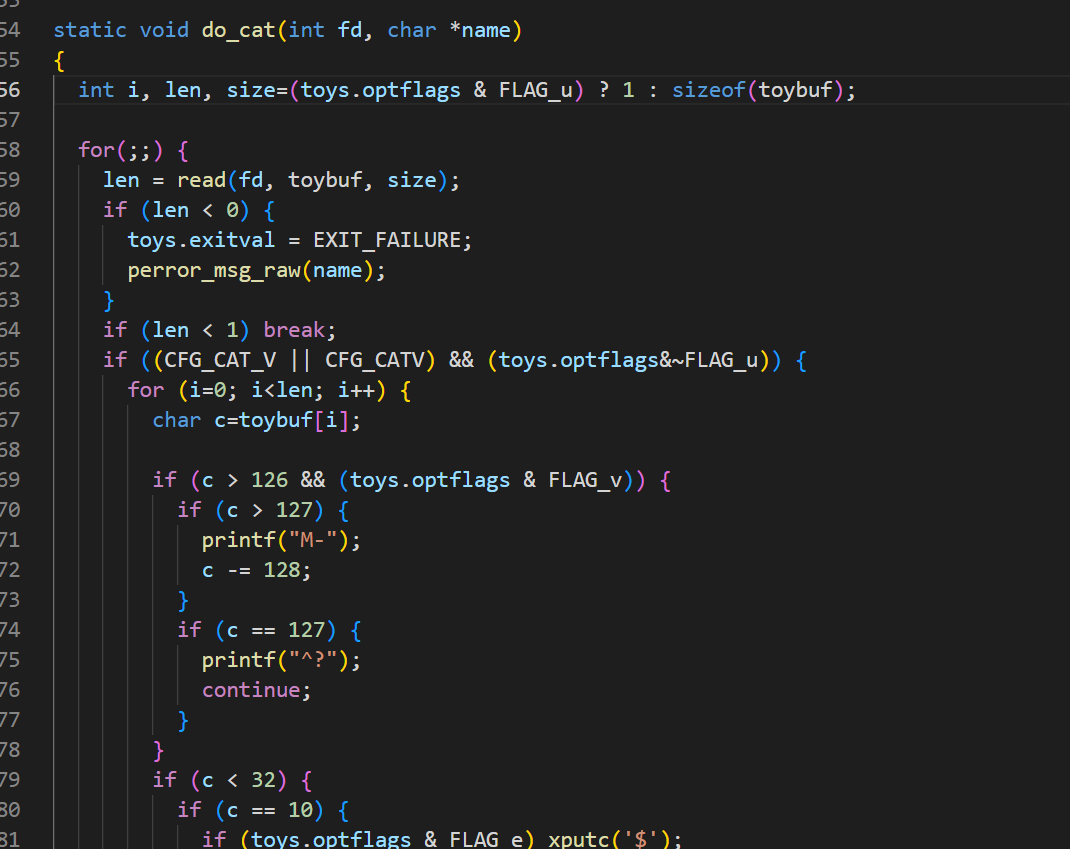 54 static void do_cat(int fd, char *name)
55 {
56   int i, len, size=(toys.optflags & FLAG_u) ? 1 : sizeof(toybuf);
57
58   for(;;) {
59     len = read(fd, toybuf, size);
60     if (len < 0) {
61       toys.exitval = EXIT_FAILURE;
62       perror_msg_raw(name);
63     }
64     if (len < 1) break;
65     if ((CFG_CAT_V || CFG_CATV) && (toys.optflags&~FLAG_u)) {
66       for (i=0; i<len; i++) {
67         char c=toybuf[i];
68
69         if (c > 126 && (toys.optflags & FLAG_v)) {
70           if (c > 127) {
71             printf("M-");
72             c -= 128;
73           }
74           if (c == 127) {
75             printf("^?");
76             continue;
77           }
78         }
79         if (c < 32) {
80           if (c == 10) {
81             if (toys.optflags & FLAG_e) xputc('$');